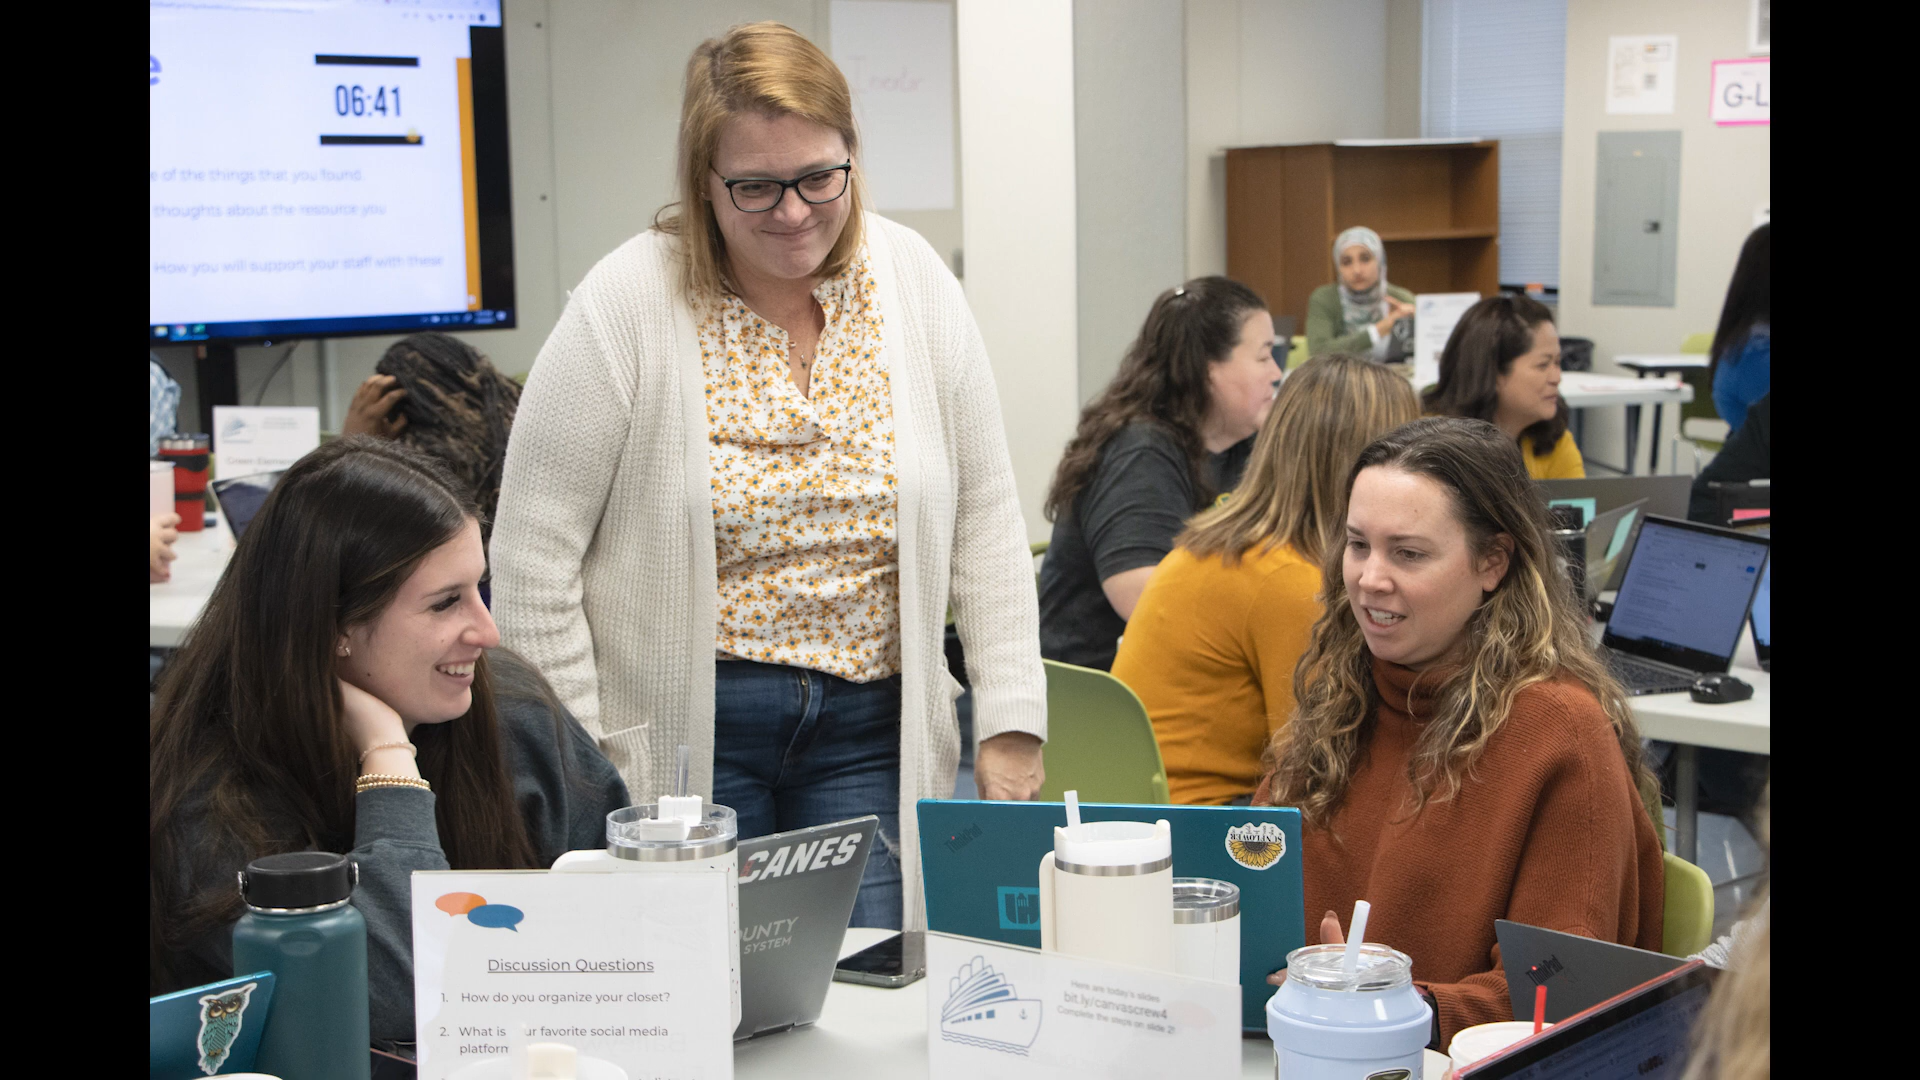 e
06:41
e of the things that you found.
thoughts about the resource you
How you will support your staff with these
G-L
CANES
UNTY
SYSTEM
SUNFLOWER
Discussion Questions
1. How do you organize your closet?
2. What is ur favorite social media
platform
Here are today's slides
bit.ly/canvascrew4
Complete the steps on slide 2!
ThinkPad